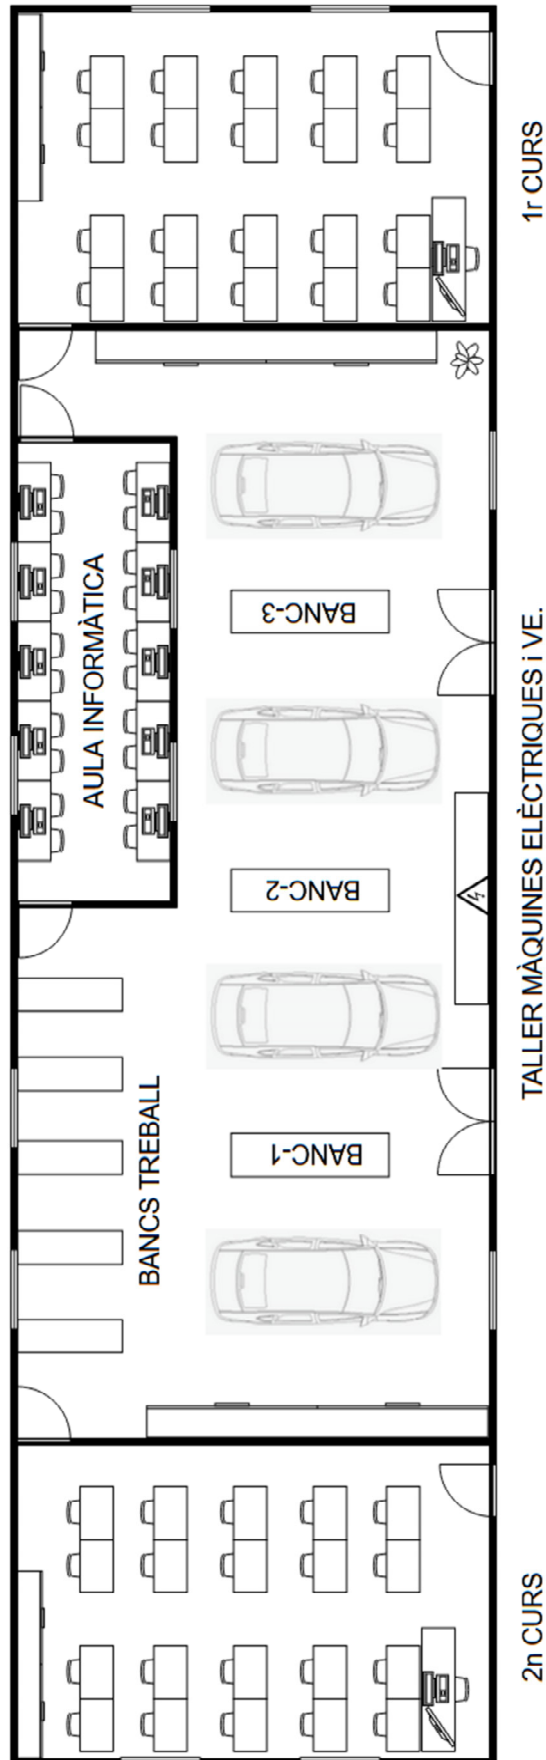 1r CURS
AULA INFORMÀTICA
BANC-3
BANC-2
TALLER MÀQUINES ELÈCTRIQUES i VE.
BANCS TREBALL
BANC-1
2n CURS